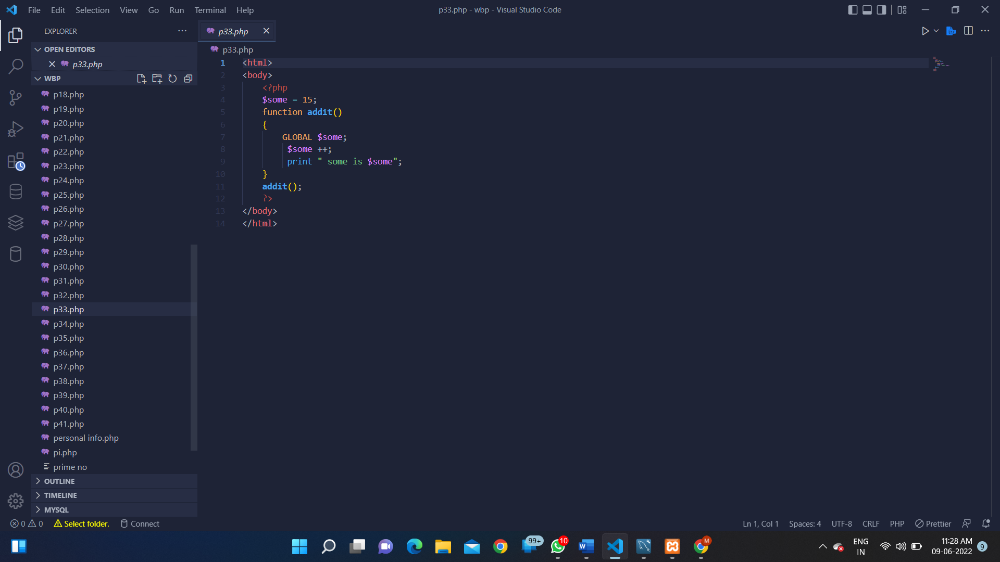 File Edit Selection View Go Run Terminal Help
p33.php - wbp - Visual Studio Code
EXPLORER
OPEN EDITORS
p33.php
WBP
p18.php
p19.php
p20.php
p21.php
p22.php
p23.php
p24.php
p25.php
p26.php
p27.php
p28.php
p29.php
p30.php
p31.php
p32.php
p33.php
p34.php
p35.php
p36.php
p37.php
p38.php
p39.php
p40.php
p41.php
personal info.php
pi.php
prime no
OUTLINE
TIMELINE
MYSQL
p33.php
p33.php
1 <html>
2 <body>
3 <?php
4 $some = 15;
5 function addit()
6 {
7 GLOBAL $some;
8 $some ++;
9 print " some is $some";
10 }
11 addit();
12 ?>
13 </body>
14 </html>
0 0 Select folder. Connect
Ln 1, Col 1 Spaces: 4 UTF-8 CRLF PHP Prettier
99+
10
W
M
ENG
IN
11:28 AM
09-06-2022
9